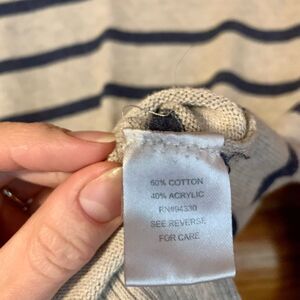 60% COTTON
40% ACRYLIC
RN#94330
SEE REVERSE
FOR CARE